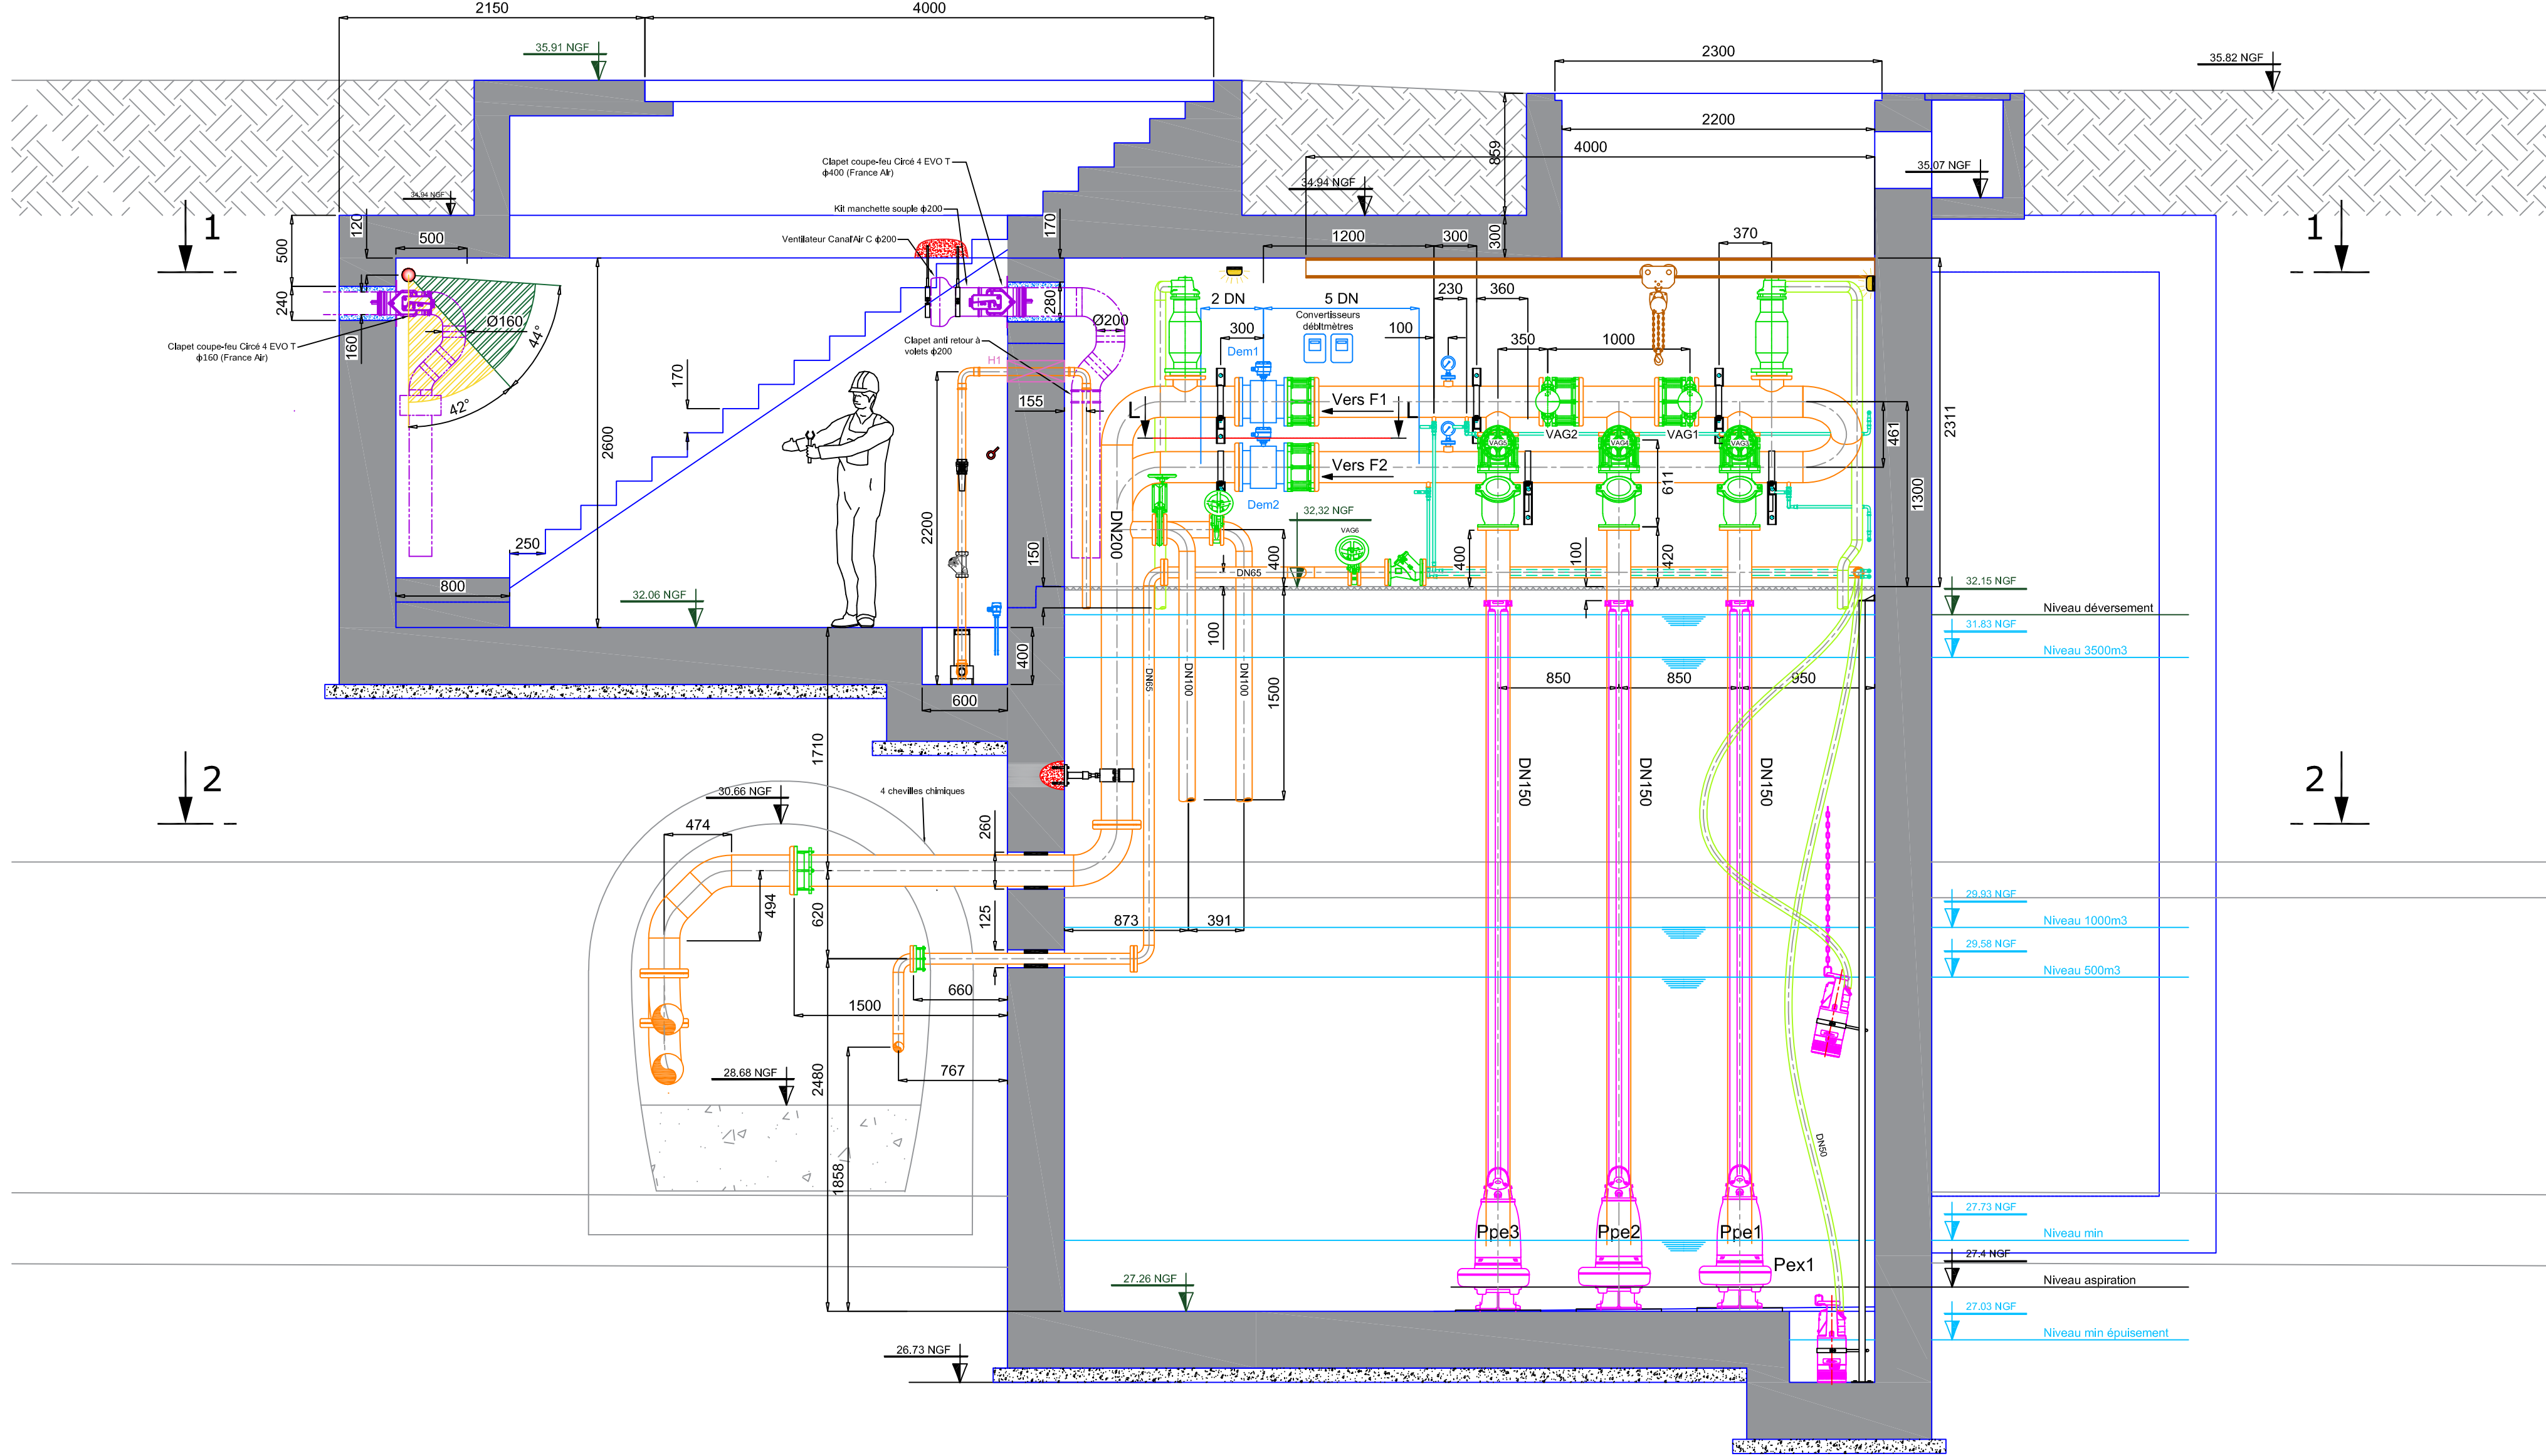 2150
4000
35.91 NGF
2300
35.82 NGF
2200
859
4000
35.07 NGF
Clapet coupe-feu Circé 4 EVO T
ϕ400 (France Air)
34.94 NGF
34.94 NGF
Kit manchette souple ϕ200
1
1
120
500
500
170
1200
300
300
370
Ventilateur Canal'Air C ϕ200
240
280
2 DN
5 DN
230
360
Convertisseurs
débitmètres
Ø160
44°
Ø200
300
100
350
1000
Clapet coupe-feu Circé 4 EVO T
ϕ160 (France Air)
160
Clapet anti retour à
volets ϕ200
H1
Dem1
170
42°
155
L
L
Vers F1
VAG2
VAG1
461
2311
2600
VAG5
VAG4
VAG3
Vers F2
611
1300
Dem2
32,32 NGF
DN200
2200
VAG6
250
150
400
DN65
400
100
420
800
32.06 NGF
32.15 NGF
Niveau déversement
100
31.83 NGF
Niveau 3500m3
400
DN65
DN100
DN100
1500
850
850
950
600
1710
2
2
DN150
DN150
DN150
30.66 NGF
4 chevilles chimiques
474
260
494
620
125
873
391
29.93 NGF
Niveau 1000m3
29.58 NGF
Niveau 500m3
660
1500
28.68 NGF
767
2480
1858
DN50
27.73 NGF
Niveau min
Ppe3
Ppe2
Ppe1
Pex1
27.4 NGF
Niveau aspiration
27.26 NGF
27.03 NGF
Niveau min épuisement
26.73 NGF